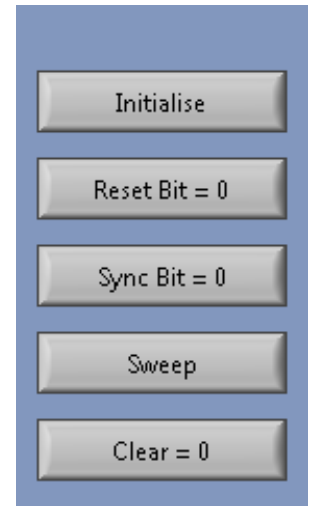 Initialise
Reset Bit = 0
Sync Bit = 0
Sweep
Clear = 0